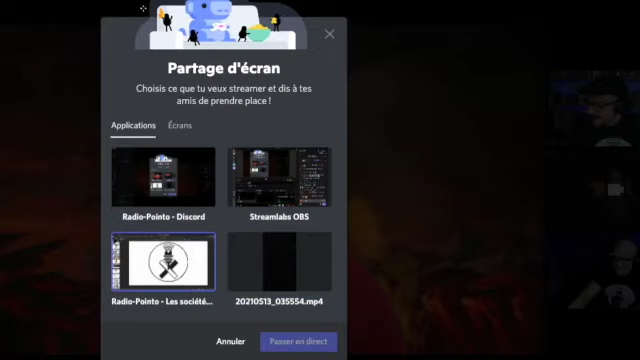 Partage d'écran
Choisis ce que tu veux streamer et dis à tes
amis de prendre place !
Applications
Écrans
Radio-Pointo - Discord
Streamlabs OBS
Radio-Pointo - Les société...
20210513_035554.mp4
Annuler
Passer en direct